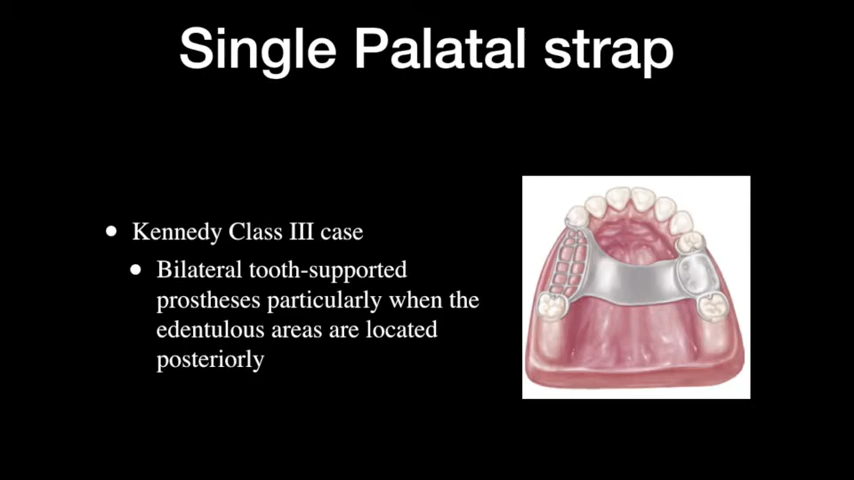 Single Palatal strap
• Kennedy Class III case
• Bilateral tooth-supported
prostheses particularly when the
edentulous areas are located
posteriorly